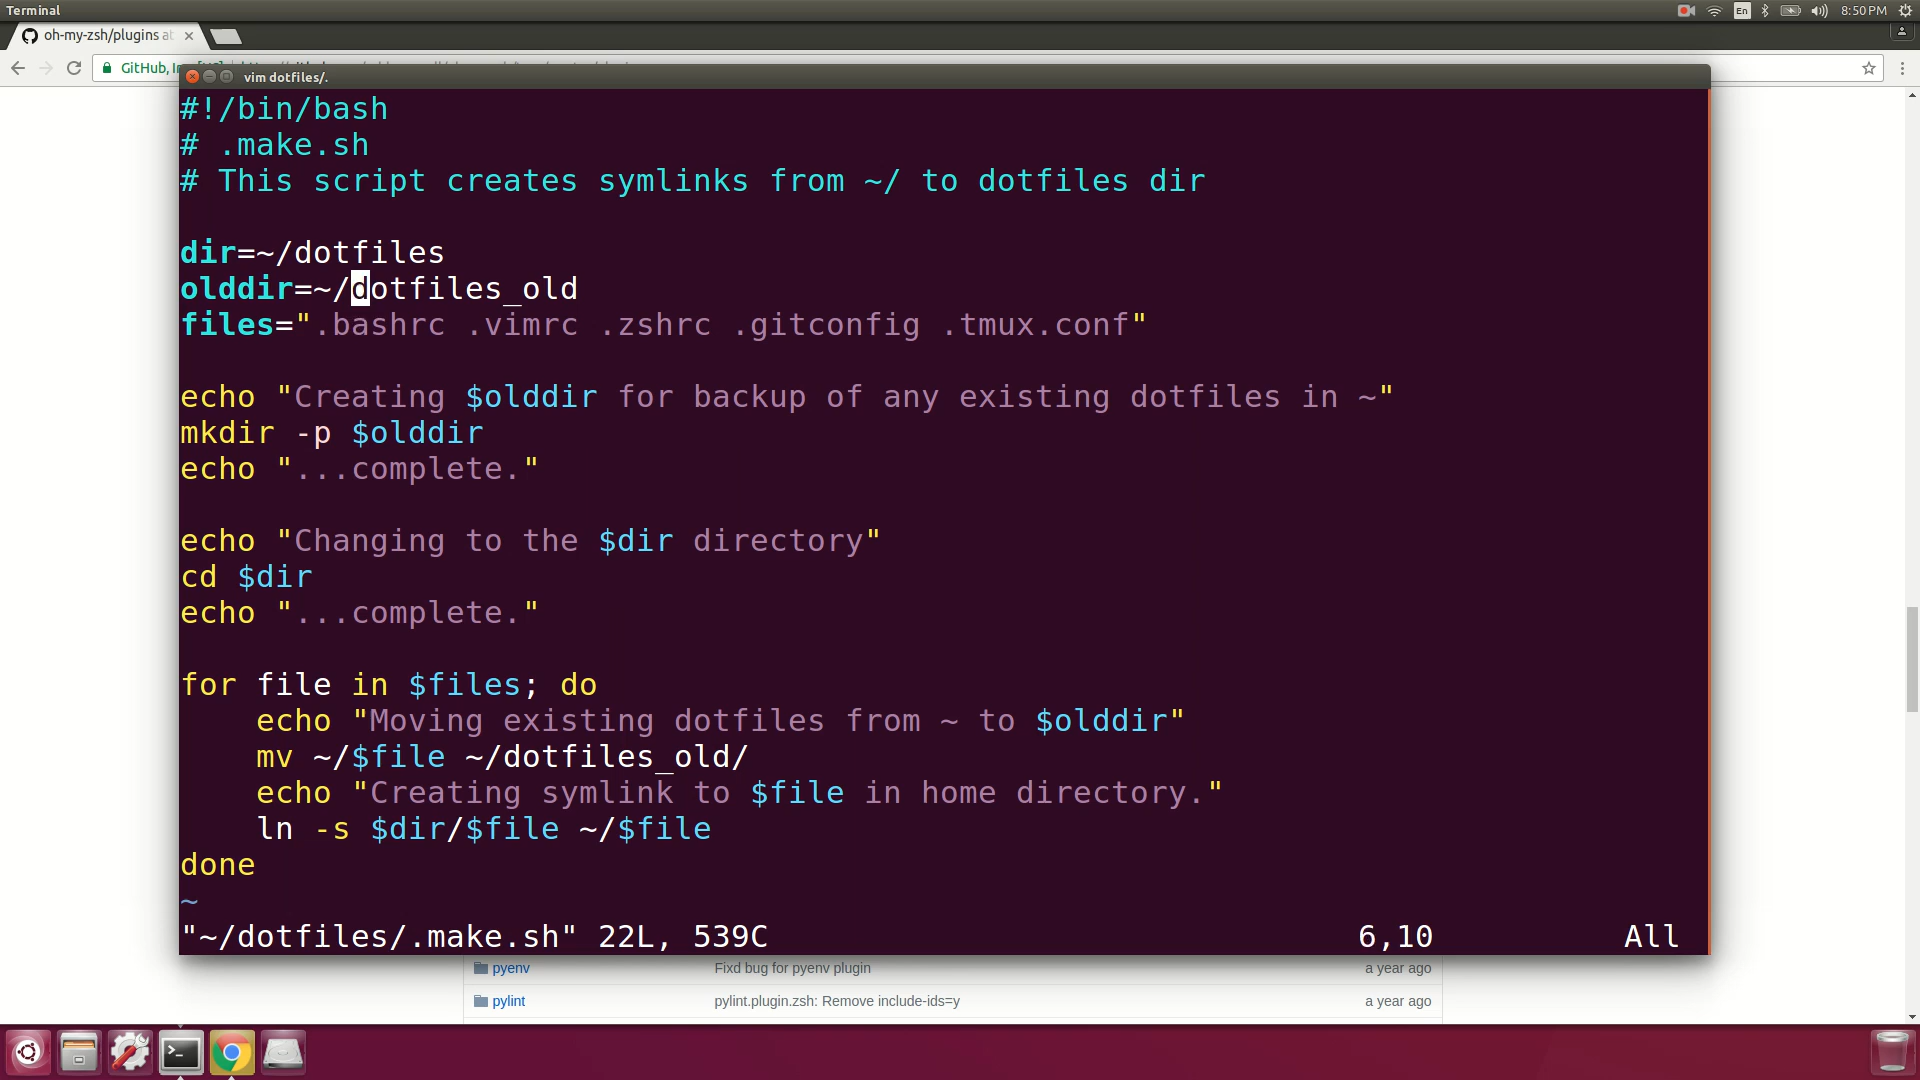 Terminal
En
8:50 PM
oh-my-zsh/plugins at
GitHub, In
vim dotfiles/.
#!/bin/bash
# .make.sh
# This script creates symlinks from ~/ to dotfiles dir
dir=~/dotfiles
olddir=~/dotfiles_old
files=".bashrc .vimrc .zshrc .gitconfig .tmux.conf"
echo "Creating $olddir for backup of any existing dotfiles in ~"
mkdir -p $olddir
echo "...complete."
echo "Changing to the $dir directory"
cd $dir
echo "...complete."
for file in $files; do
    echo "Moving existing dotfiles from ~ to $olddir"
    mv ~/$file ~/dotfiles_old/
    echo "Creating symlink to $file in home directory."
    ln -s $dir/$file ~/$file
done
~
"~/dotfiles/.make.sh" 22L, 539C 6,10 All
pyenv Fixd bug for pyenv plugin a year ago
pylint pylint.plugin.zsh: Remove include-ids=y a year ago